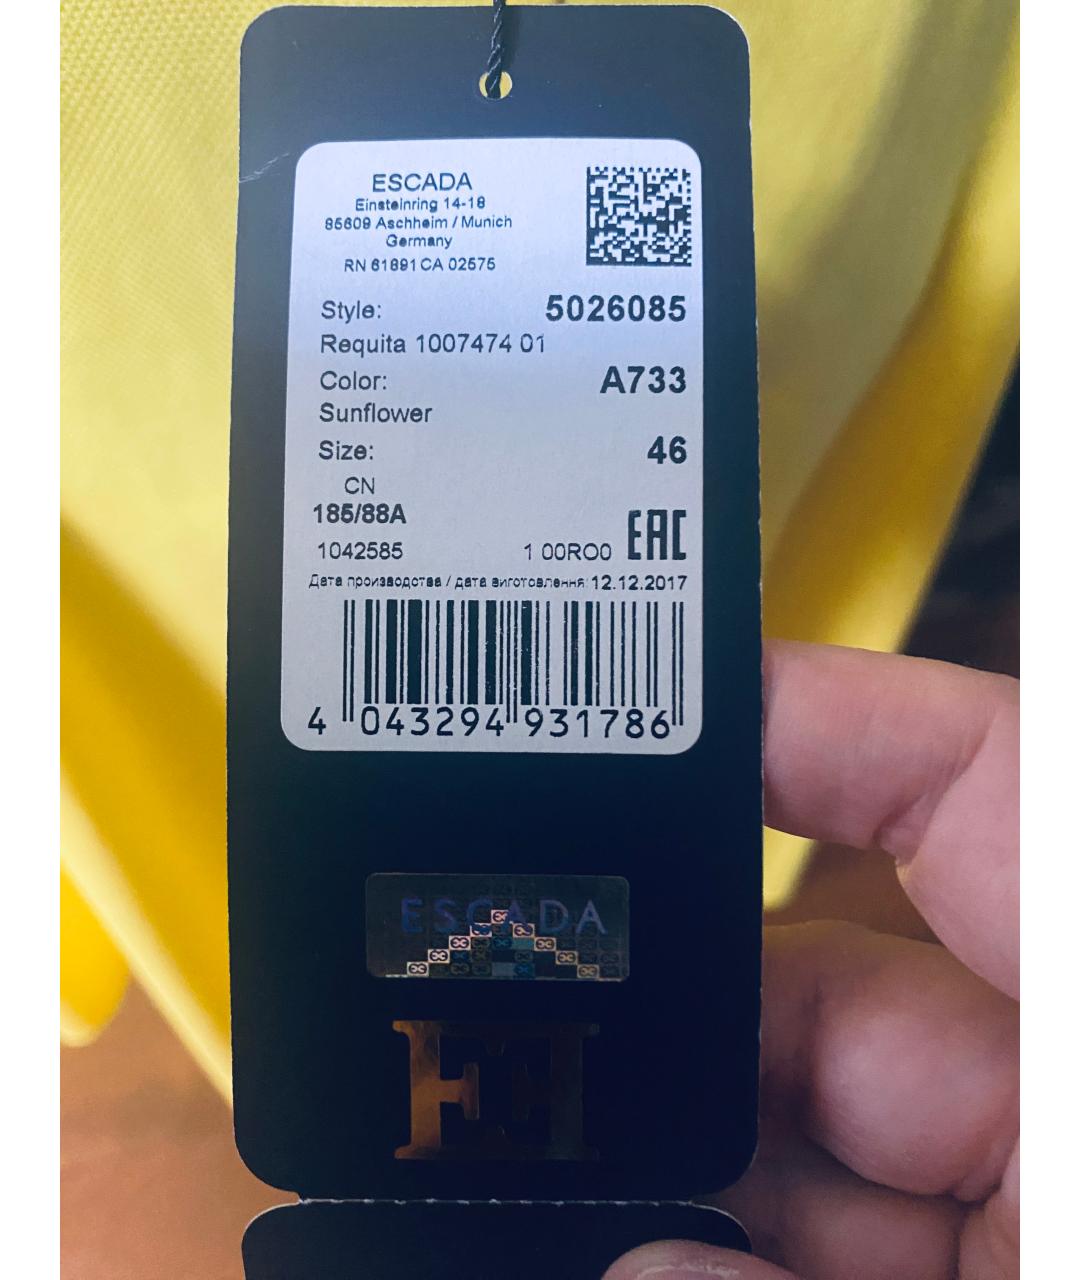 ESCADA
Einsteinring 14-18
85609 Aschheim / Munich
Germany
RN 61891 CA 02575
Style: 5026085
Requita 1007474 01
Color: A733
Sunflower
Size: 46
CN
185/88A
1042585 1 00RO0 EAC
Дата производства / дата виготовлення: 12.12.2017
4 043294 931786
ESCADA